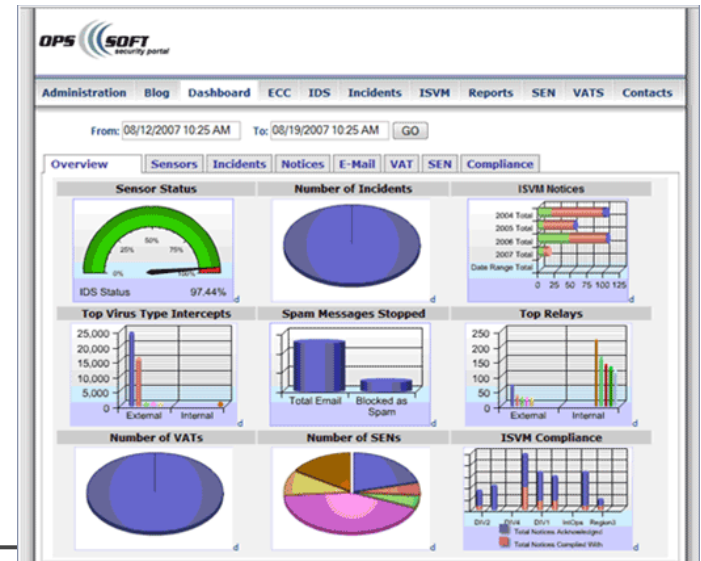 OPS SOFT
security portal
Administration Blog Dashboard ECC IDS Incidents ISVM Reports SEN VATS Contacts
From: 08/12/2007 10:25 AM To: 08/19/2007 10:25 AM GO
Overview Sensors Incidents Notices E-Mail VAT SEN Compliance
Sensor Status
0%
25%
50%
75%
100%
IDS Status 97.44%
d
Number of Incidents
d
ISVM Notices
2004 Total
2005 Total
2006 Total
2007 Total
Date Range Total
0 25 50 75 100 125
d
Top Virus Type Intercepts
25,000
20,000
15,000
10,000
5,000
0
External Internal
d
Spam Messages Stopped
Total Email Blocked as
Spam
d
Top Relays
250
200
150
100
50
0
External Internal
d
Number of VATs
d
Number of SENs
d
ISVM Compliance
DIV2 DIV4 DIV1 IntOps Region3
Total Notices Acknowledged
Total Notices Complied With
d